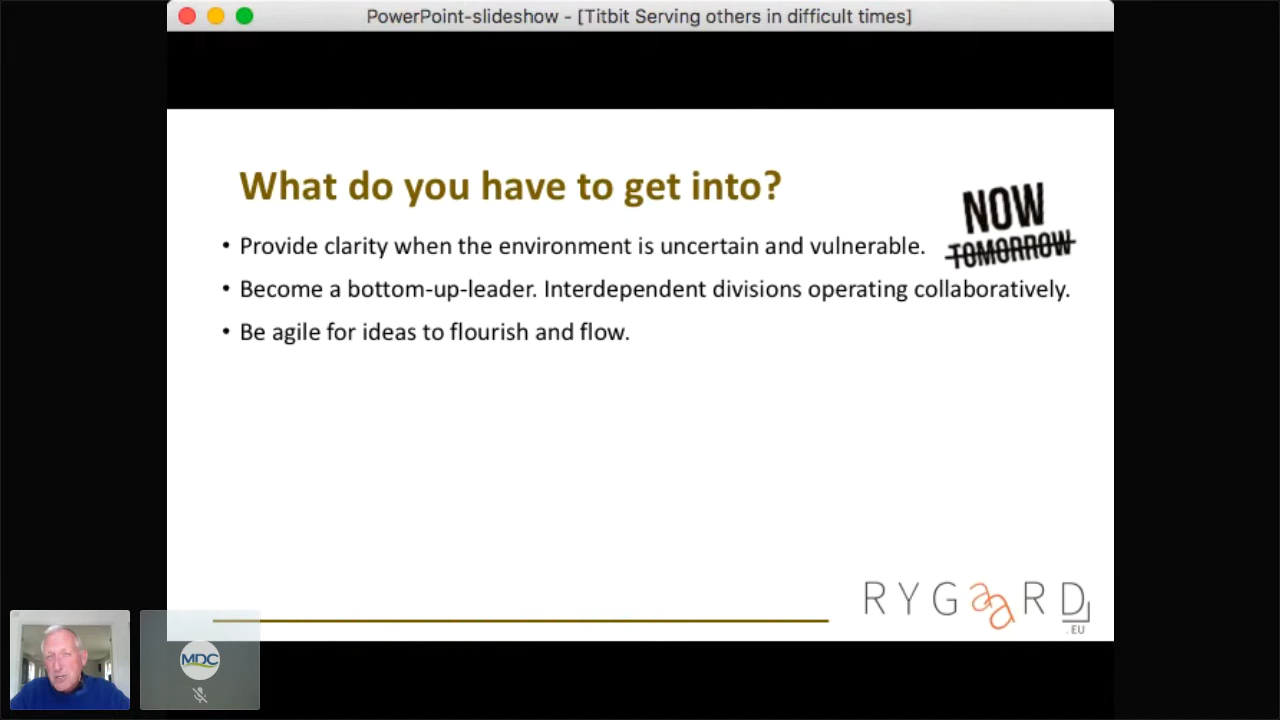 PowerPoint-slideshow - [Titbit Serving others in difficult times]
What do you have to get into?
NOW
TOMORROW
• Provide clarity when the environment is uncertain and vulnerable.
• Become a bottom-up-leader. Interdependent divisions operating collaboratively.
• Be agile for ideas to flourish and flow.
RYGaaRD
.EU
MDC